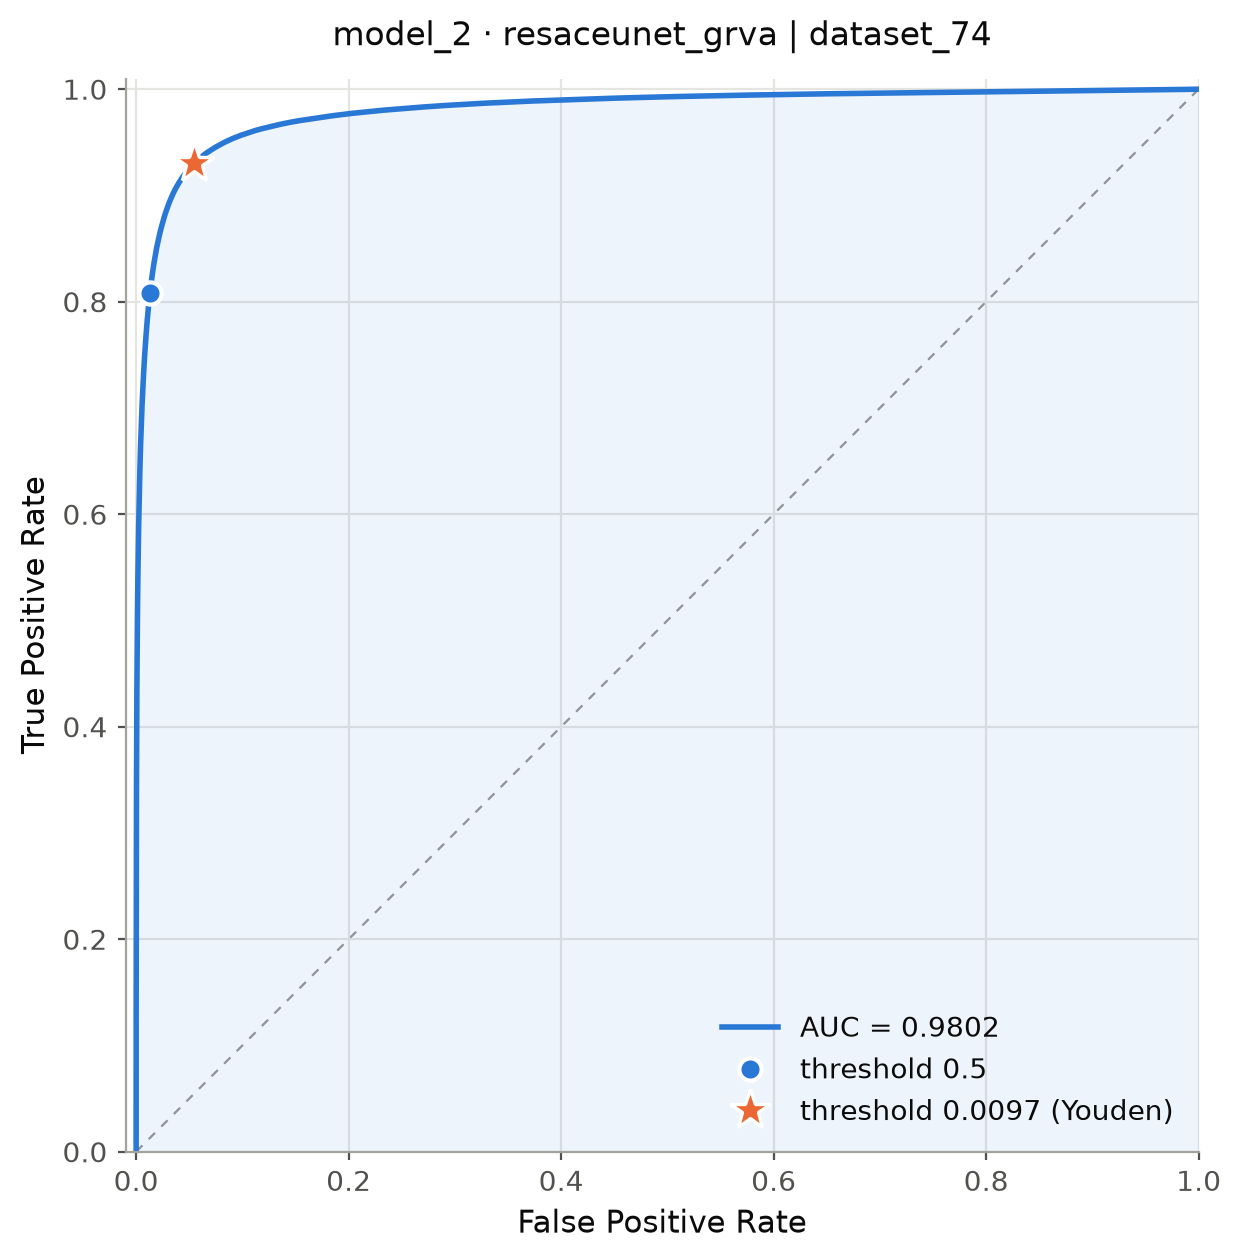 model_2 · resaceunet_grva | dataset_74
True Positive Rate
1.0
0.8
0.6
0.4
0.2
0.0
0.0 0.2 0.4 0.6 0.8 1.0
False Positive Rate
AUC = 0.9802
threshold 0.5
threshold 0.0097 (Youden)